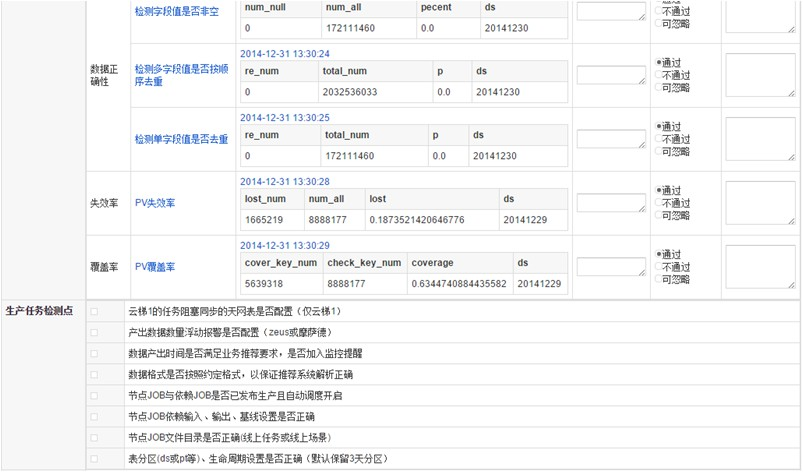 检测字段值是否非空
num_null num_all pecent ds
0 172111460 0.0 20141230
不通过
可忽略
数据正确性
2014-12-31 13:30:24
检测多字段值是否按顺序去重
re_num total_num p ds
0 2032536033 0.0 20141230
通过
不通过
可忽略
2014-12-31 13:30:25
检测单字段值是否去重
re_num total_num p ds
0 172111460 0.0 20141230
通过
不通过
可忽略
失效率
PV失效率
2014-12-31 13:30:28
lost_num num_all lost ds
1665219 8888177 0.1873521420646776 20141229
通过
不通过
可忽略
覆盖率
PV覆盖率
2014-12-31 13:30:29
cover_key_num check_key_num coverage ds
5639318 8888177 0.6344740884435582 20141229
通过
不通过
可忽略
生产任务检测点
云梯1的任务阻塞同步的天网表是否配置（仅云梯1）
产出数据数量浮动报警是否配置（zeus或摩萨德）
数据产出时间是否满足业务推荐要求，是否加入监控提醒
数据格式是否按照约定格式，以保证推荐系统解析正确
节点JOB与依赖JOB是否已发布生产且自动调度开启
节点JOB依赖输入、输出、基线设置是否正确
节点JOB文件目录是否正确(线上任务或线上场景)
表分区(ds或pt等)、生命周期设置是否正确（默认保留3天分区）